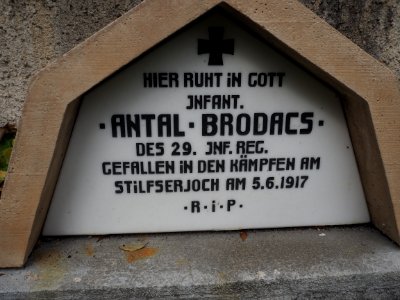 HIER RUHT IN GOTT
JNFANT.
·ANTAL·BRODACS·
DES 29. JNF. REG.
GEFALLEN IN DEN KÄMPFEN AM
STILFSERJOCH AM 5.6.1917
·R·I·P·